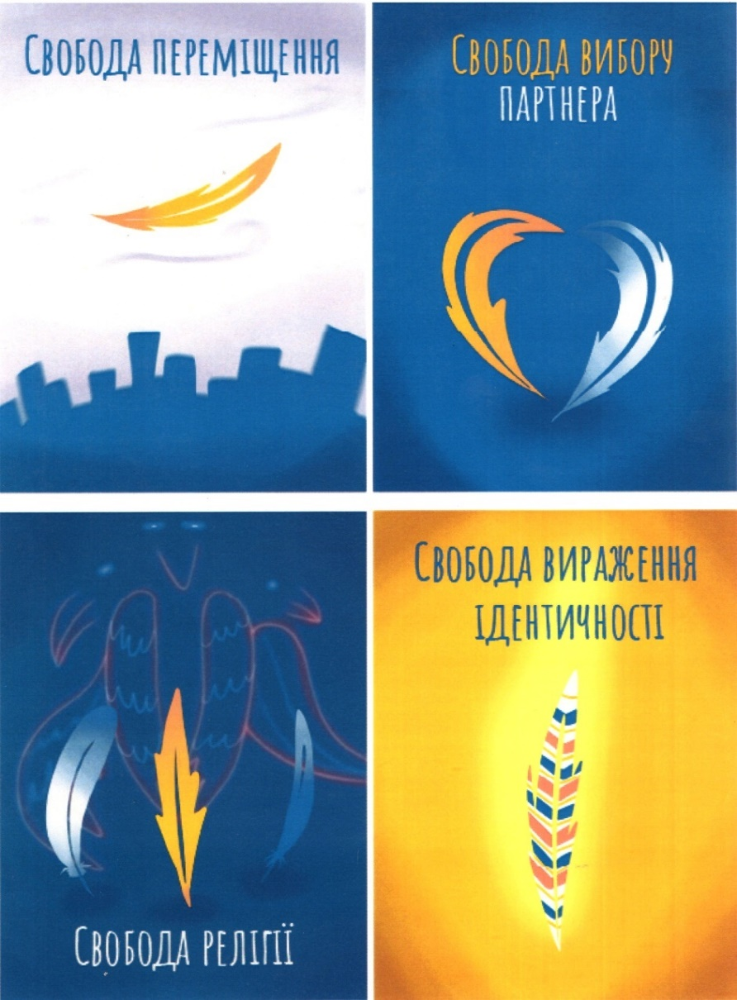 Свобода переміщення
Свобода вибору
партнера
Свобода релігії
Свобода вираження
ідентичності